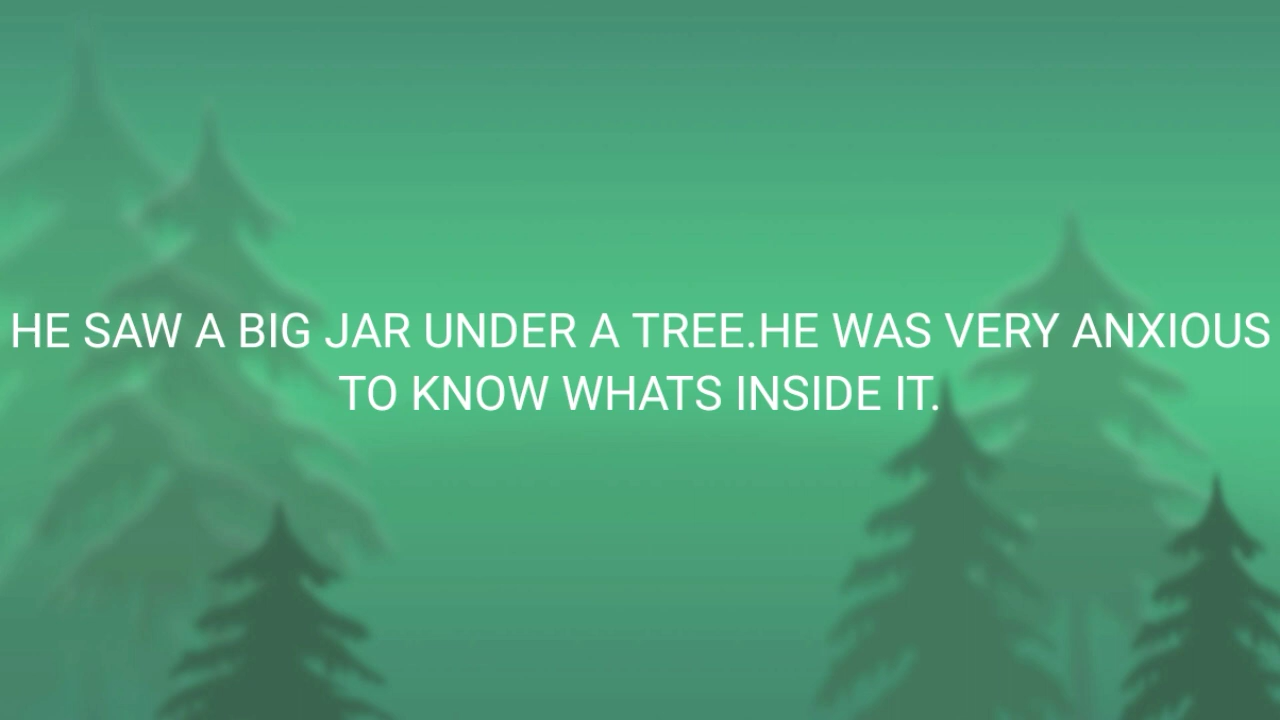 HE SAW A BIG JAR UNDER A TREE.HE WAS VERY ANXIOUS
TO KNOW WHATS INSIDE IT.